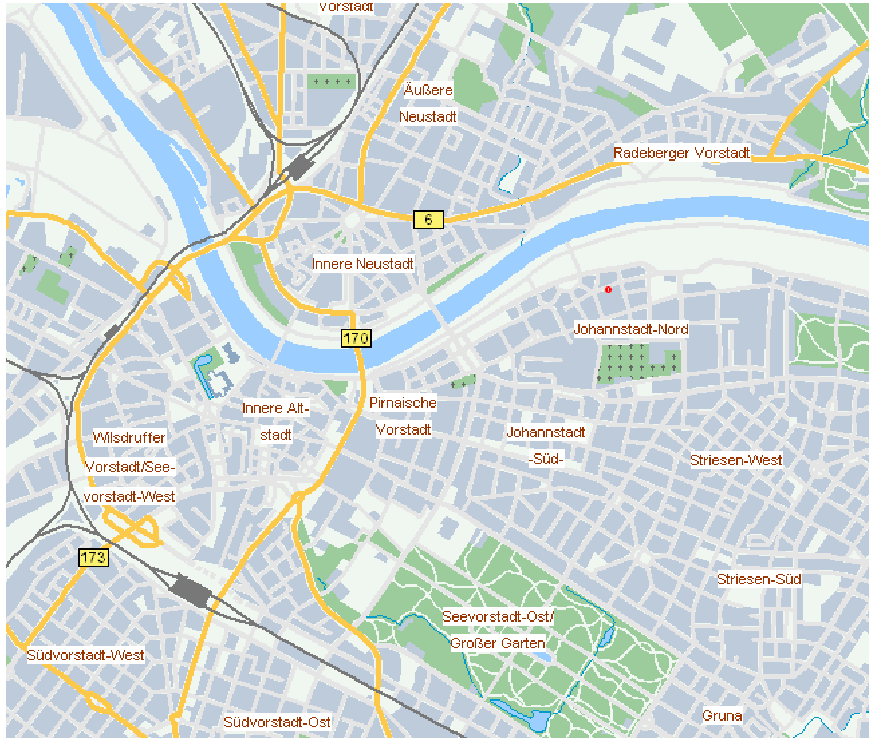 Vorstadt
Äußere
Neustadt
Radeberger Vorstadt
6
Innere Neustadt
Johannstadt-Nord
170
Innere Alt-
stadt
Pirnaische
Vorstadt
Johannstadt
-Süd-
Wilsdruffer
Vorstadt/See-
vorstadt-West
Striesen-West
173
Striesen-Süd
Seevorstadt-Ost/
Großer Garten
Südvorstadt-West
Südvorstadt-Ost
Gruna